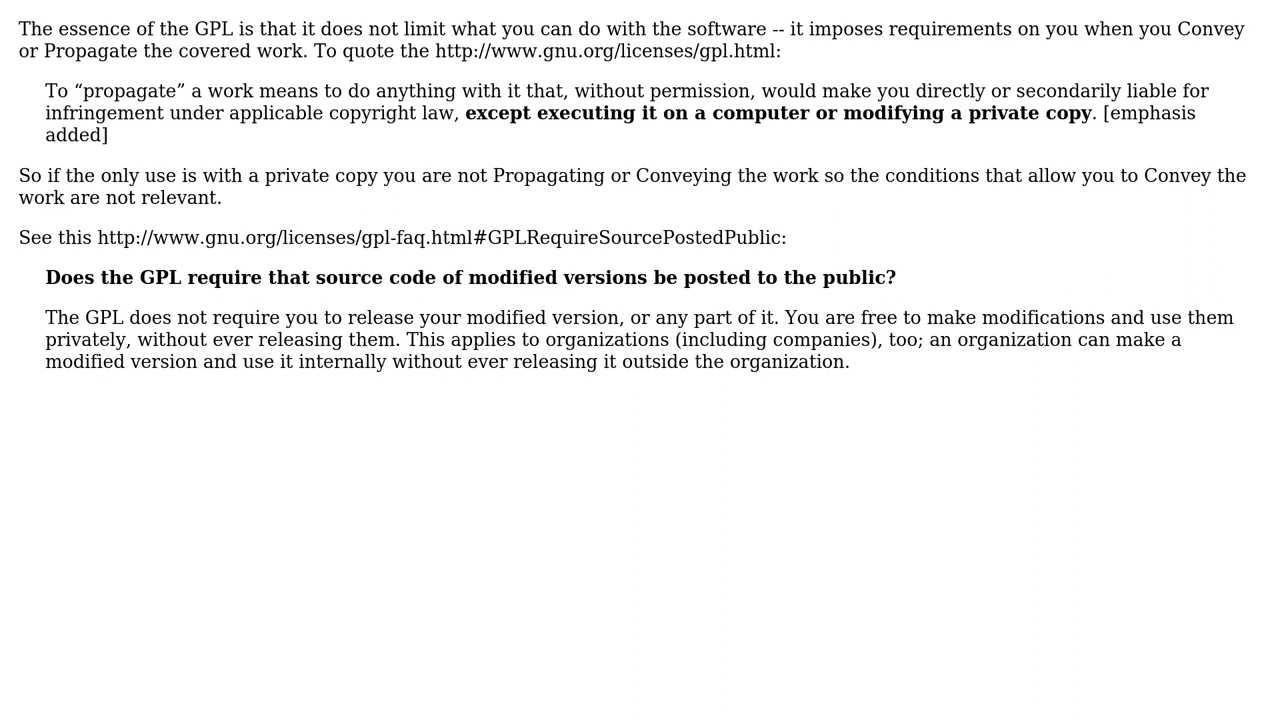 The essence of the GPL is that it does not limit what you can do with the software -- it imposes requirements on you when you Convey
or Propagate the covered work. To quote the http://www.gnu.org/licenses/gpl.html:
To “propagate” a work means to do anything with it that, without permission, would make you directly or secondarily liable for
infringement under applicable copyright law, except executing it on a computer or modifying a private copy. [emphasis
added]
So if the only use is with a private copy you are not Propagating or Conveying the work so the conditions that allow you to Convey the
work are not relevant.
See this http://www.gnu.org/licenses/gpl-faq.html#GPLRequireSourcePostedPublic:
Does the GPL require that source code of modified versions be posted to the public?
The GPL does not require you to release your modified version, or any part of it. You are free to make modifications and use them
privately, without ever releasing them. This applies to organizations (including companies), too; an organization can make a
modified version and use it internally without ever releasing it outside the organization.